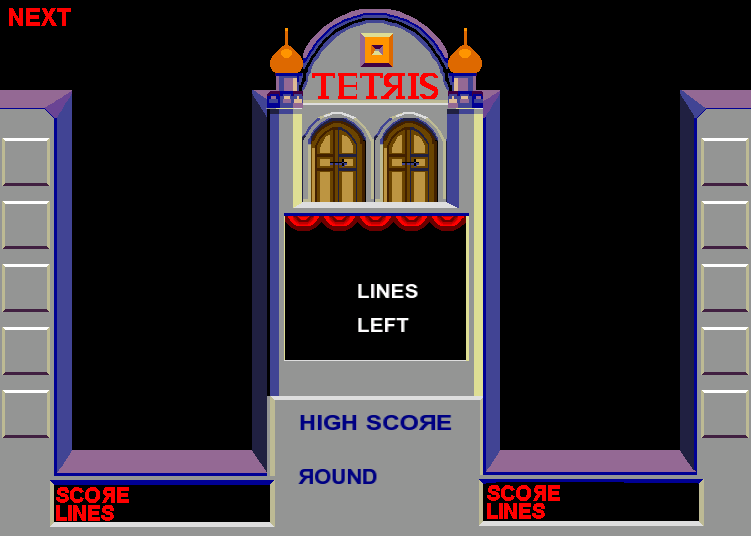 NEXT
TETЯIS
LINES
LEFT
HIGH SCOЯE
ЯOUND
SCOЯE
LINES
SCOЯE
LINES